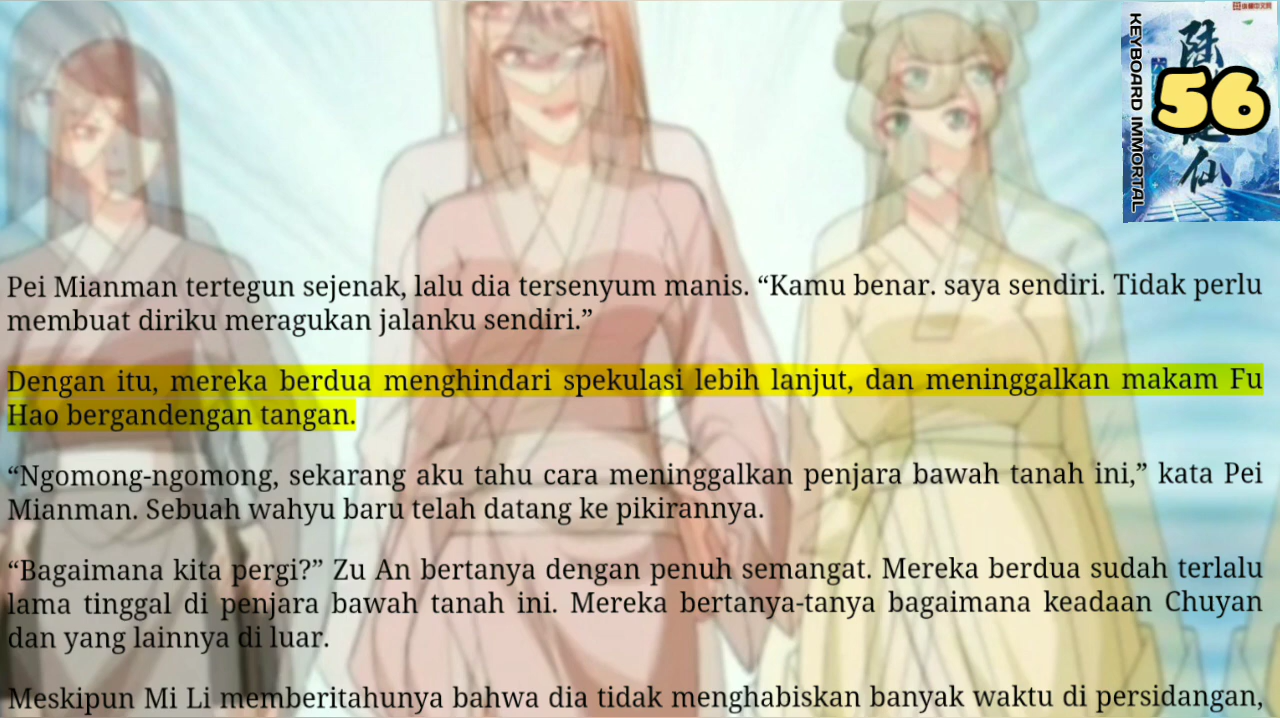 KEYBOARD IMMORTAL
56
仙
Pei Mianman tertegun sejenak, lalu dia tersenyum manis. “Kamu benar. saya sendiri. Tidak perlu
membuat diriku meragukan jalanku sendiri.”
Dengan itu, mereka berdua menghindari spekulasi lebih lanjut, dan meninggalkan makam Fu
Hao bergandengan tangan.
“Ngomong-ngomong, sekarang aku tahu cara meninggalkan penjara bawah tanah ini,” kata Pei
Mianman. Sebuah wahyu baru telah datang ke pikirannya.
“Bagaimana kita pergi?” Zu An bertanya dengan penuh semangat. Mereka berdua sudah terlalu
lama tinggal di penjara bawah tanah ini. Mereka bertanya-tanya bagaimana keadaan Chuyan
dan yang lainnya di luar.
Meskipun Mi Li memberitahunya bahwa dia tidak menghabiskan banyak waktu di persidangan,